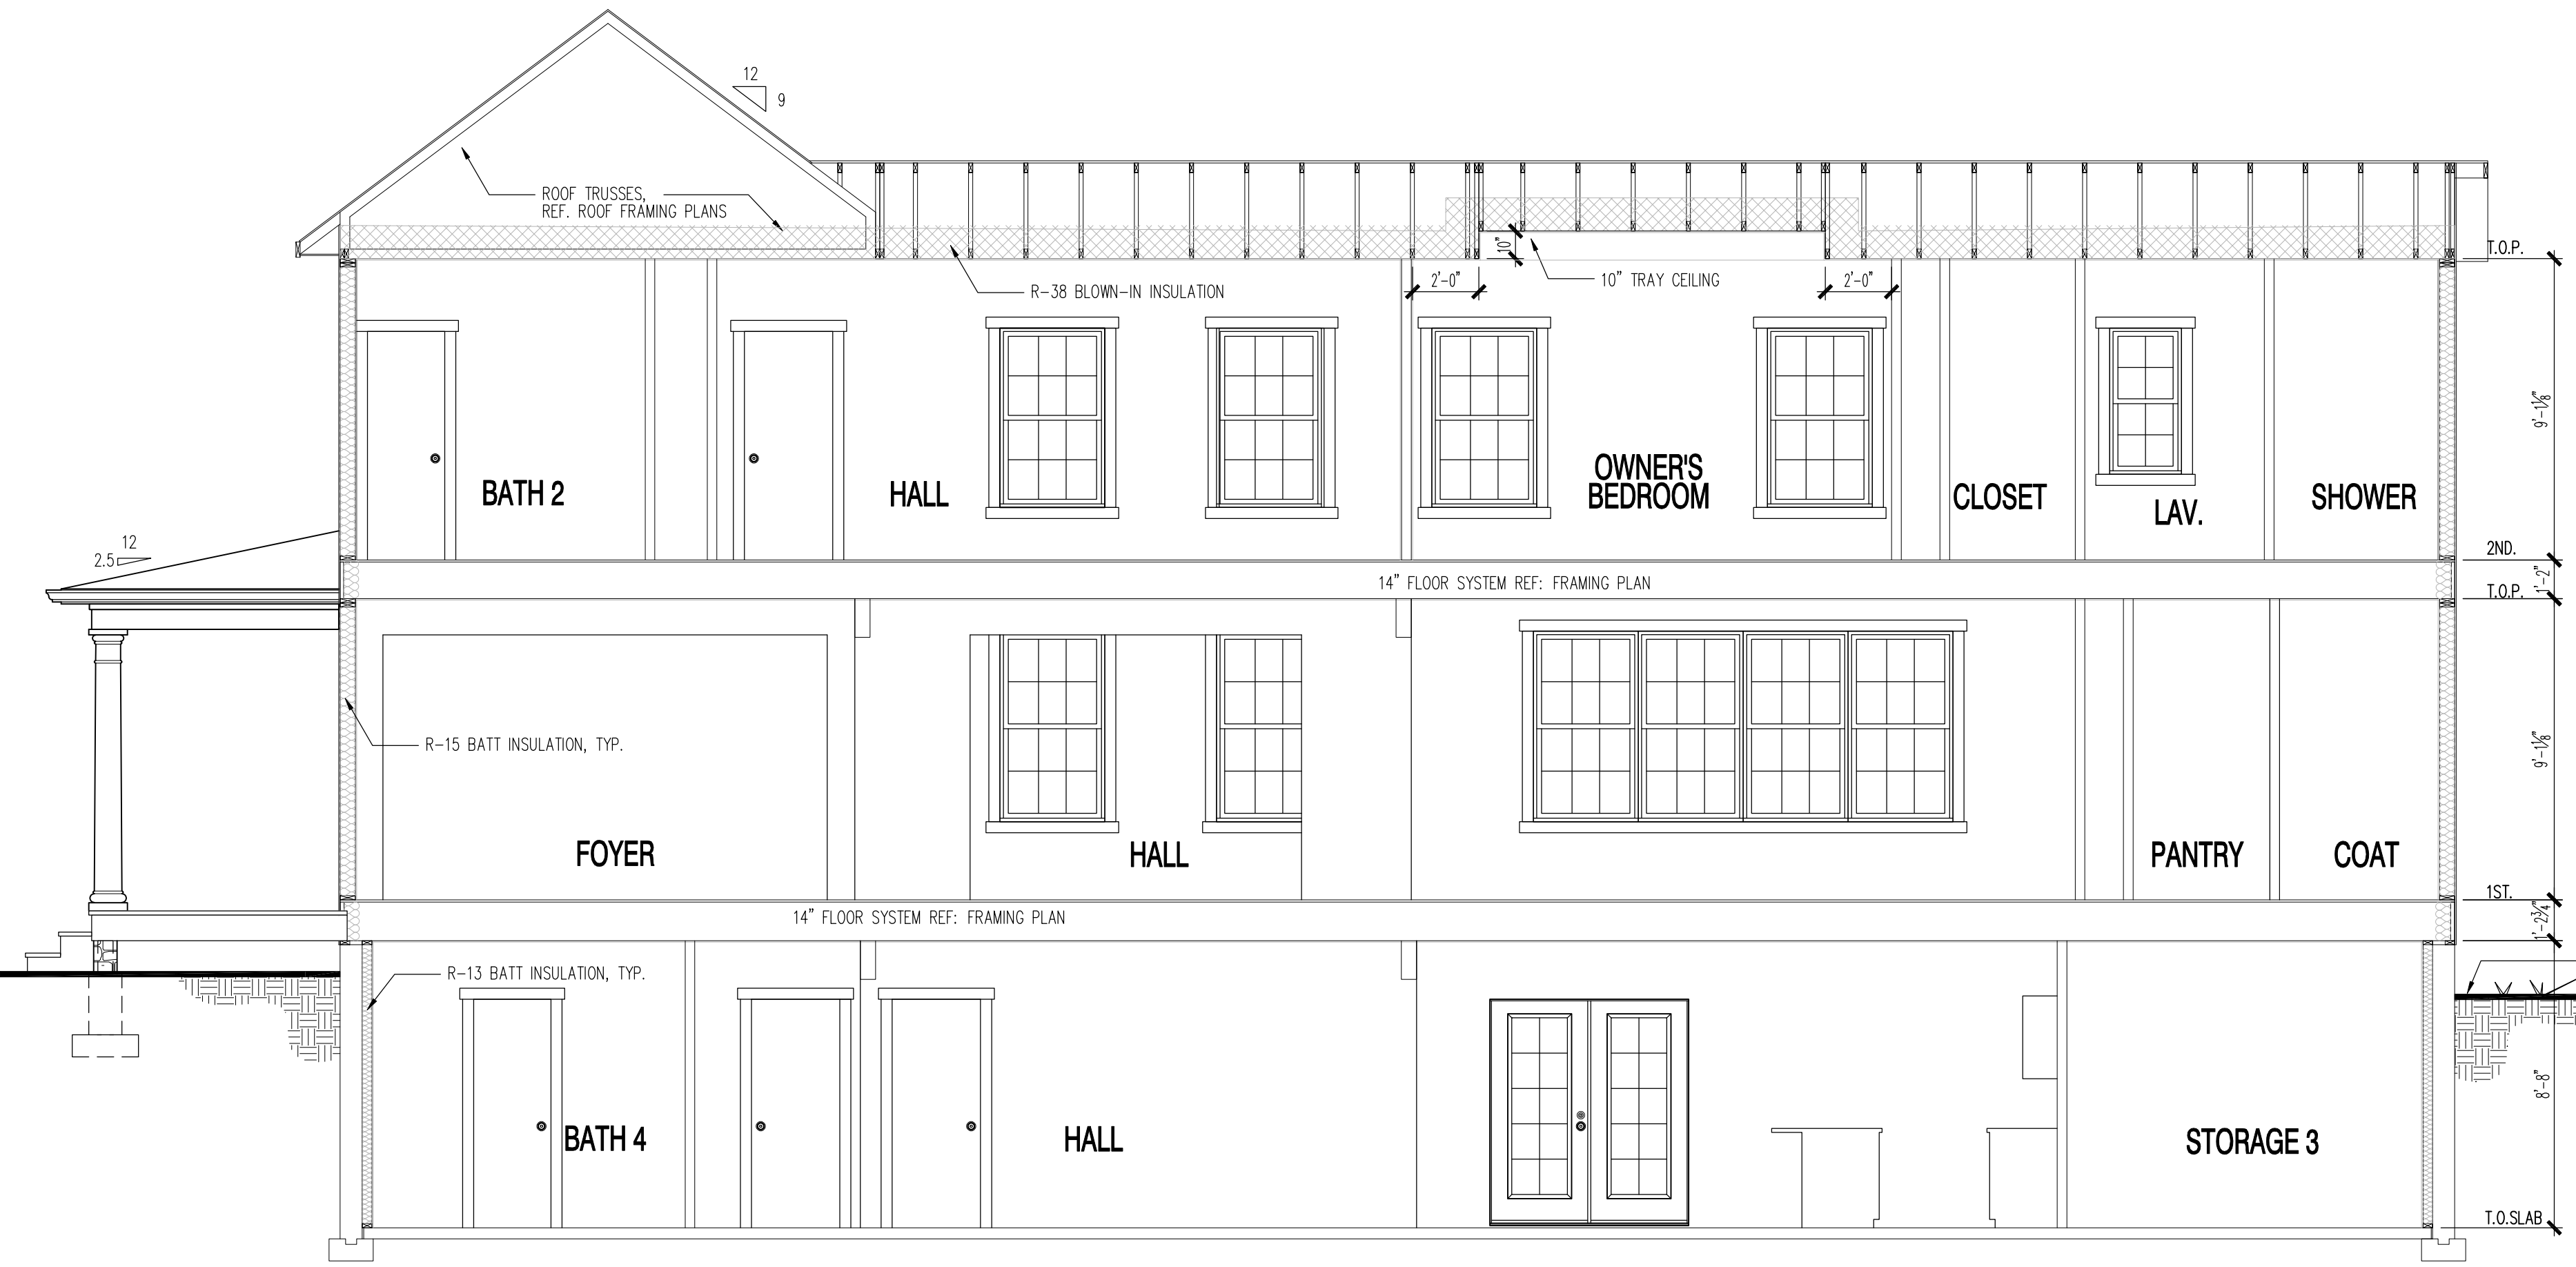 12
9
ROOF TRUSSES,
REF. ROOF FRAMING PLANS
T.O.P.
10"
10" TRAY CEILING
2'-0"
2'-0"
R-38 BLOWN-IN INSULATION
9'-1⅛"
OWNER'S
BEDROOM
BATH 2
HALL
CLOSET
LAV.
SHOWER
12
2.5
2ND.
14" FLOOR SYSTEM REF: FRAMING PLAN
1'-2"
T.O.P.
R-15 BATT INSULATION, TYP.
9'-1⅛"
FOYER
HALL
PANTRY
COAT
1ST.
14" FLOOR SYSTEM REF: FRAMING PLAN
1'-2¾"
R-13 BATT INSULATION, TYP.
8'-8"
BATH 4
HALL
STORAGE 3
T.O.SLAB